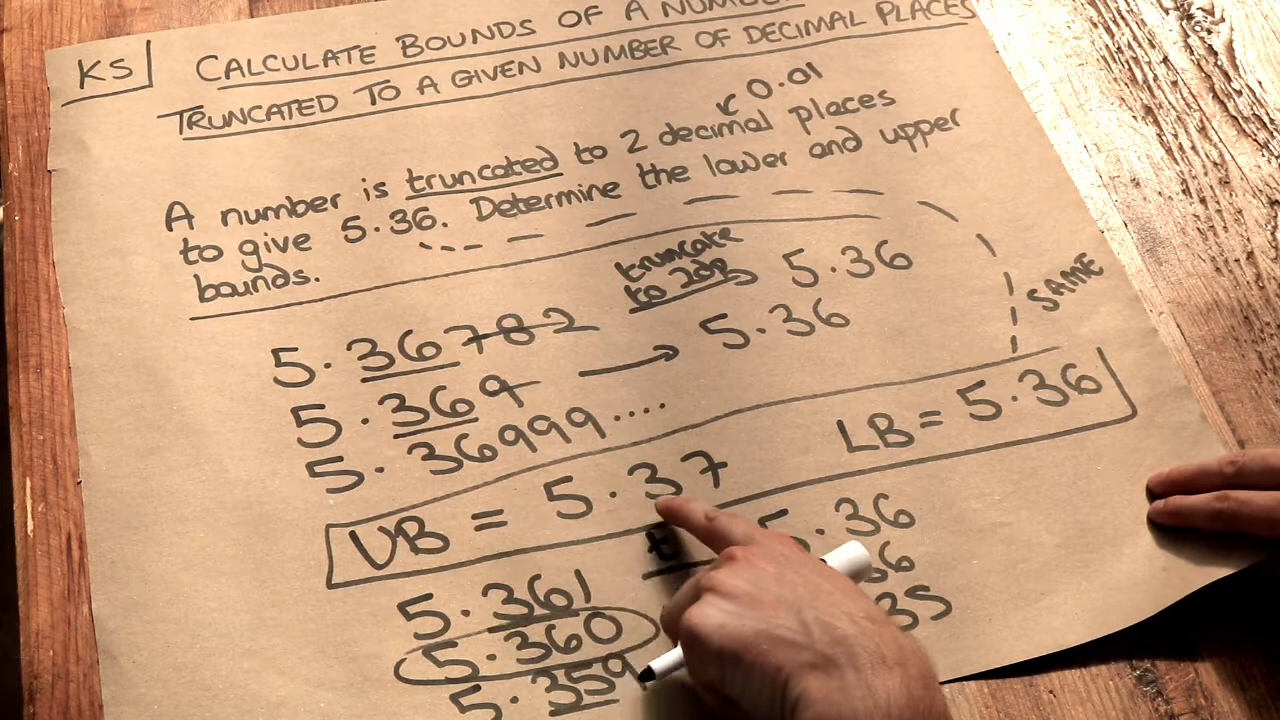 KS
CALCULATE BOUNDS OF A NUMBER
TRUNCATED TO A GIVEN NUMBER OF DECIMAL PLACES
0.01
A number is truncated to 2 decimal places
to give 5.36. Determine the lower and upper
bounds.
truncate
to 2dp
5.36782 5.36
5.369 → 5.36
5.36999....
SAME
UB = 5.37 LB = 5.36
5.361 5.36
5.360 36
5.359 35